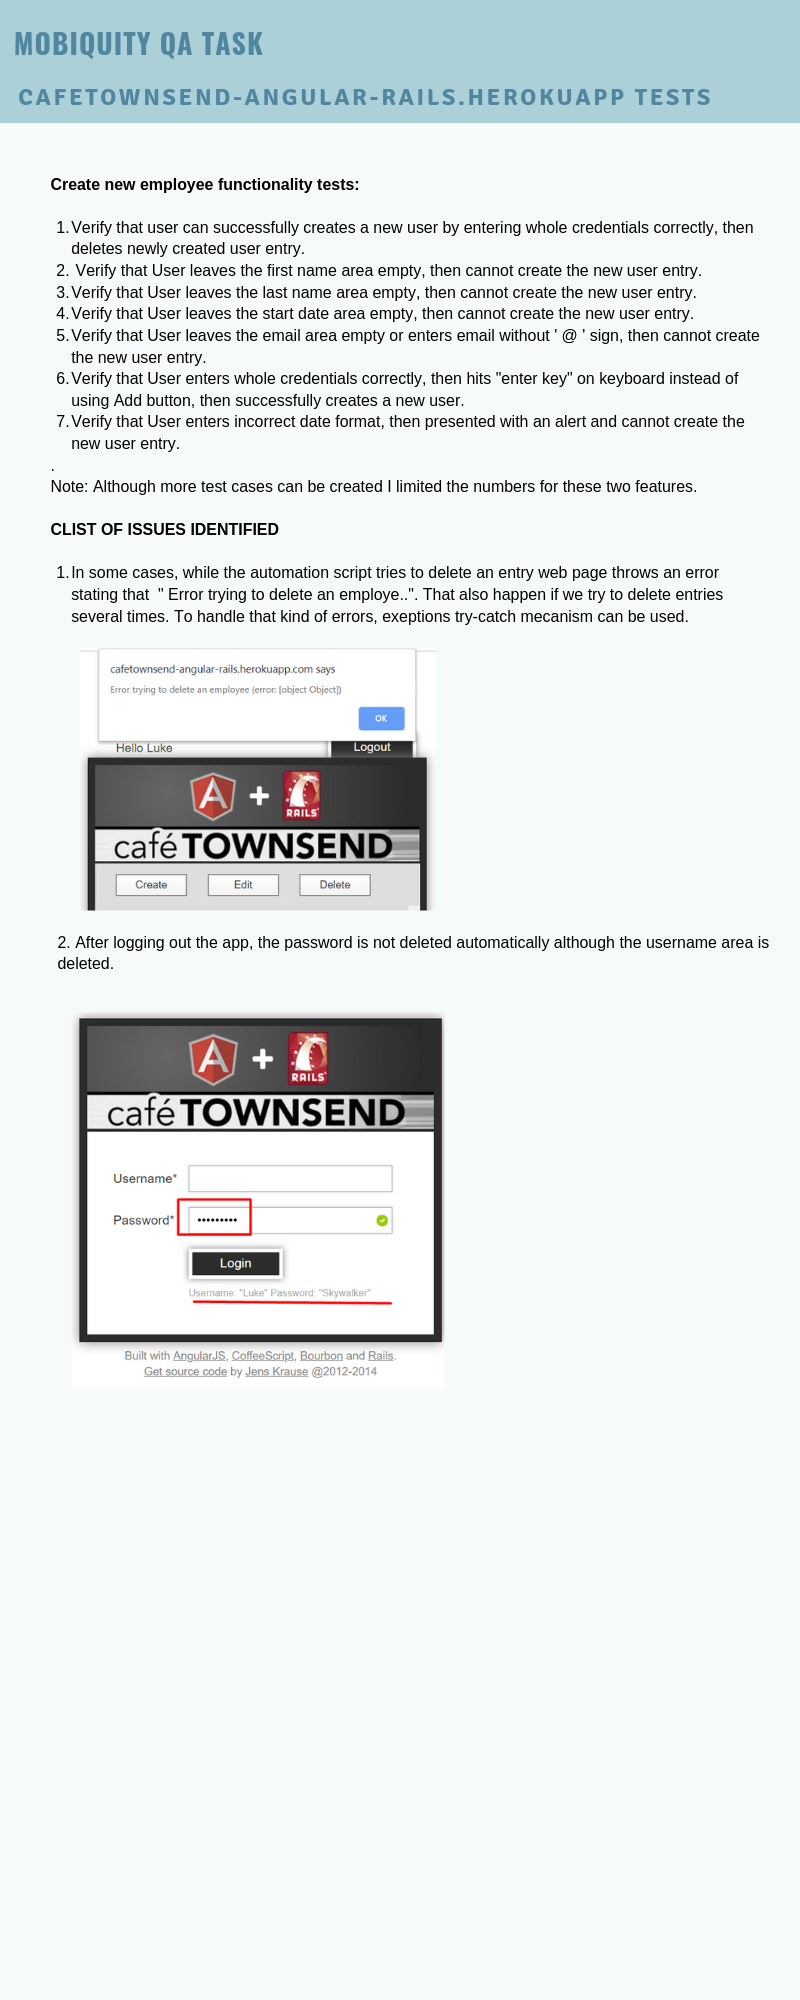 MOBIQUITY QA TASK
CAFETOWNSEND-ANGULAR-RAILS.HEROKUAPP TESTS
Create new employee functionality tests:
1. Verify that user can successfully creates a new user by entering whole credentials correctly, then
deletes newly created user entry.
2. Verify that User leaves the first name area empty, then cannot create the new user entry.
3. Verify that User leaves the last name area empty, then cannot create the new user entry.
4. Verify that User leaves the start date area empty, then cannot create the new user entry.
5. Verify that User leaves the email area empty or enters email without ' @ ' sign, then cannot create
the new user entry.
6. Verify that User enters whole credentials correctly, then hits "enter key" on keyboard instead of
using Add button, then successfully creates a new user.
7. Verify that User enters incorrect date format, then presented with an alert and cannot create the
new user entry.
.
Note: Although more test cases can be created I limited the numbers for these two features.
CLIST OF ISSUES IDENTIFIED
1. In some cases, while the automation script tries to delete an entry web page throws an error
stating that " Error trying to delete an employe..". That also happen if we try to delete entries
several times. To handle that kind of errors, exeptions try-catch mecanism can be used.
cafetownsend-angular-rails.herokuapp.com says
Error trying to delete an employee (error: [object Object])
OK
Hello Luke
Logout
A + RAILS
café TOWNSEND
Create Edit Delete
2. After logging out the app, the password is not deleted automatically although the username area is
deleted.
A + RAILS
café TOWNSEND
Username*
Password* •••••••••
Login
Username: "Luke" Password: "Skywalker"
Built with AngularJS, CoffeeScript, Bourbon and Rails.
Get source code by Jens Krause @2012-2014